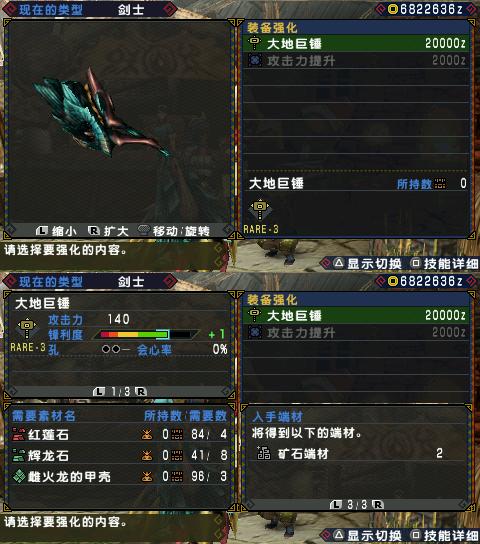 现在的类型 剑士
6822636z
装备强化
大地巨锤 20000z
攻击力提升 2000z
大地巨锤 所持数 0
RARE-3
L 缩小 R 扩大 移动/旋转
请选择要强化的内容。
△显示切换 □技能详细
现在的类型 剑士
6822636z
大地巨锤
攻击力 140
RARE-3
锋利度 +1
孔 ○○— 会心率 0%
L 1/3 R
需要素材名 所持数/需要数
红莲石 0 84/ 4
辉龙石 0 41/ 8
雌火龙的甲壳 0 96/ 3
装备强化
大地巨锤 20000z
攻击力提升 2000z
入手端材
将得到以下的端材。
矿石端材 2
L 3/3 R
请选择要强化的内容。
△显示切换 □技能详细